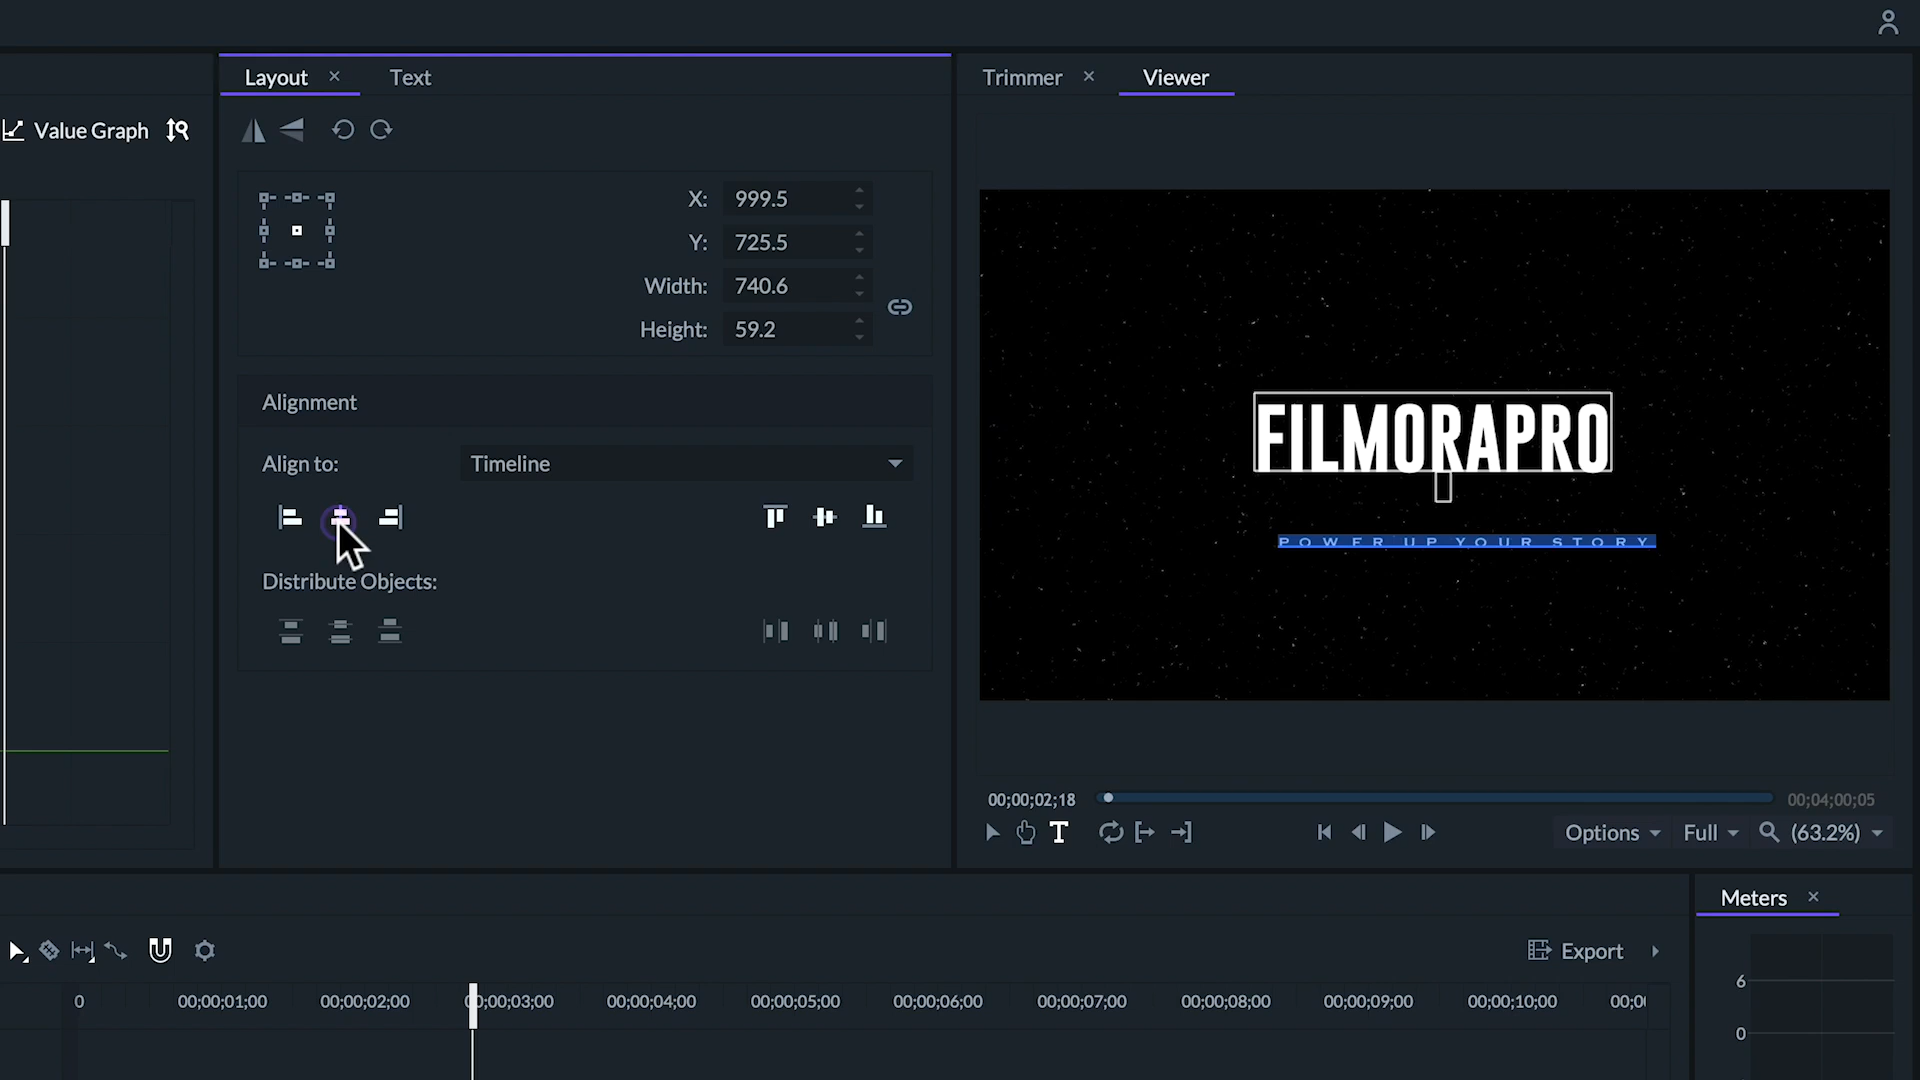 Layout
Text
Trimmer
Viewer
Value Graph
X: 999.5
Y: 725.5
Width: 740.6
Height: 59.2
Alignment
Align to: Timeline
Distribute Objects:
FILMORAPRO
POWER UP YOUR STORY
00;00;02;18
00;04;00;05
T
Options
Full
(63.2%)
Meters
Export
0 00;00;01;00 00;00;02;00 00;00;03;00 00;00;04;00 00;00;05;00 00;00;06;00 00;00;07;00 00;00;08;00 00;00;09;00 00;00;10;00
6
0